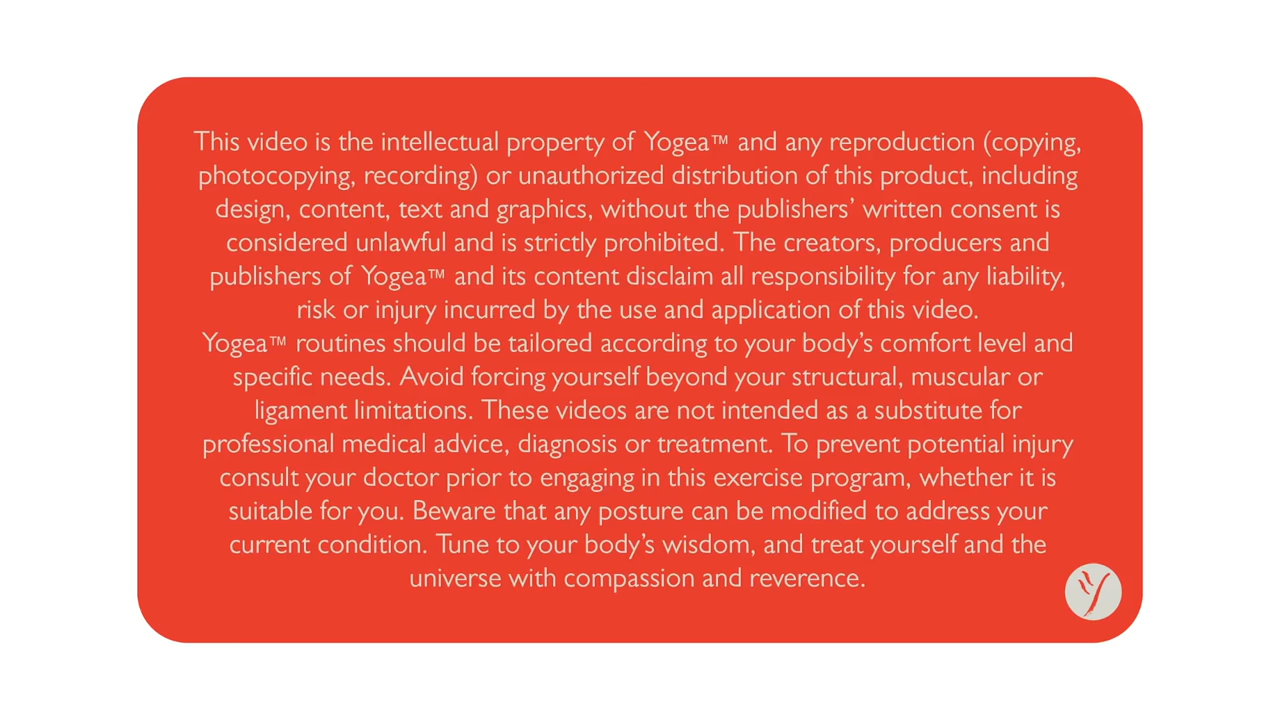 This video is the intellectual property of Yogea™ and any reproduction (copying,
photocopying, recording) or unauthorized distribution of this product, including
design, content, text and graphics, without the publishers’ written consent is
considered unlawful and is strictly prohibited. The creators, producers and
publishers of Yogea™ and its content disclaim all responsibility for any liability,
risk or injury incurred by the use and application of this video.
Yogea™ routines should be tailored according to your body’s comfort level and
specific needs. Avoid forcing yourself beyond your structural, muscular or
ligament limitations. These videos are not intended as a substitute for
professional medical advice, diagnosis or treatment. To prevent potential injury
consult your doctor prior to engaging in this exercise program, whether it is
suitable for you. Beware that any posture can be modified to address your
current condition. Tune to your body’s wisdom, and treat yourself and the
universe with compassion and reverence.